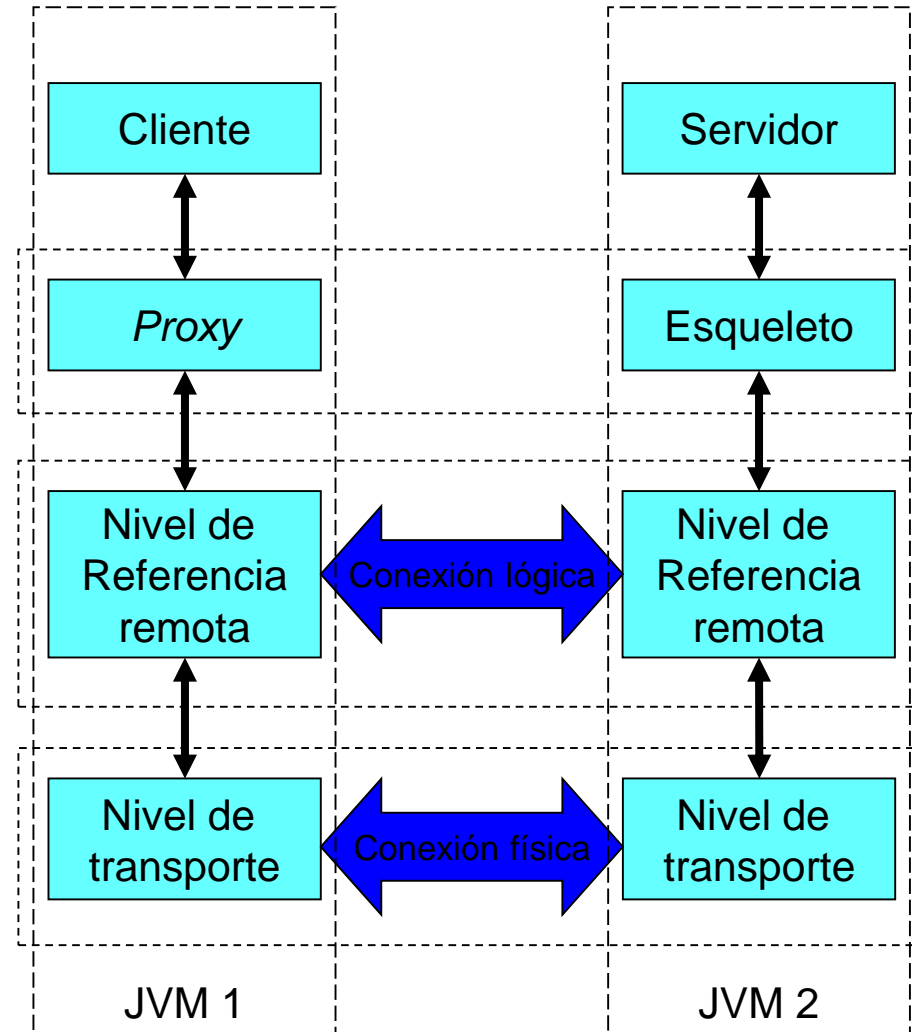 Cliente
Servidor
Proxy
Esqueleto
Nivel de
Referencia
remota
Conexión lógica
Nivel de
Referencia
remota
Nivel de
transporte
Conexión física
Nivel de
transporte
JVM 1
JVM 2